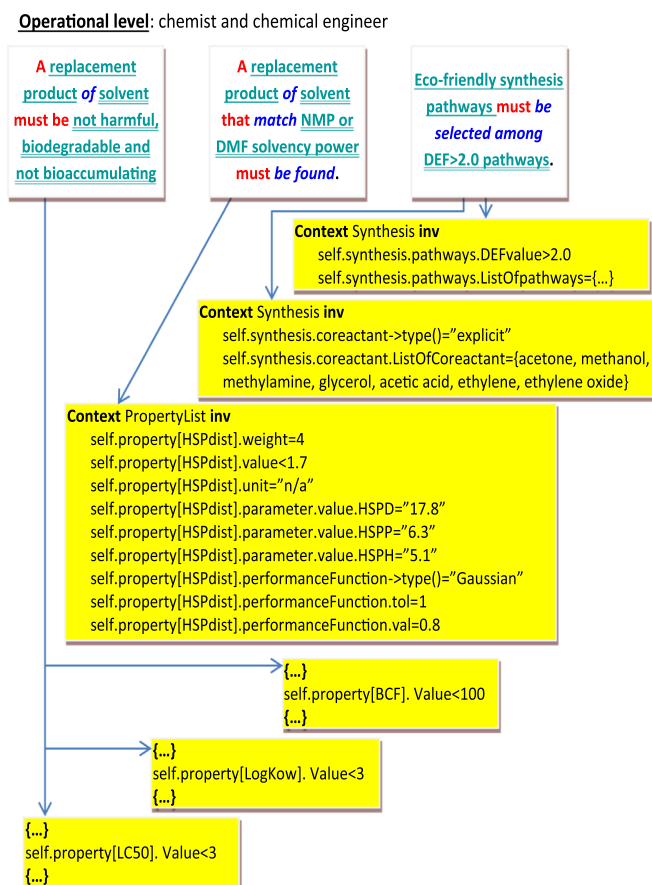 Operational level: chemist and chemical engineer
A replacement
product of solvent
must be not harmful,
biodegradable and
not bioaccumulating
A replacement
product of solvent
that match NMP or
DMF solvency power
must be found.
Eco-friendly synthesis
pathways must be
selected among
DEF>2.0 pathways.
Context Synthesis inv
self.synthesis.pathways.DEFvalue>2.0
self.synthesis.pathways.ListOfpathways={…}
Context Synthesis inv
self.synthesis.coreactant->type()=”explicit”
self.synthesis.coreactant.ListOfCoreactant={acetone, methanol,
methylamine, glycerol, acetic acid, ethylene, ethylene oxide}
Context PropertyList inv
self.property[HSPdist].weight=4
self.property[HSPdist].value<1.7
self.property[HSPdist].unit=”n/a”
self.property[HSPdist].parameter.value.HSPD=”17.8”
self.property[HSPdist].parameter.value.HSPP=”6.3”
self.property[HSPdist].parameter.value.HSPH=”5.1”
self.property[HSPdist].performanceFunction->type()=”Gaussian”
self.property[HSPdist].performanceFunction.tol=1
self.property[HSPdist].performanceFunction.val=0.8
{…}
self.property[BCF]. Value<100
{…}
{…}
self.property[LogKow]. Value<3
{…}
{…}
self.property[LC50]. Value<3
{…}